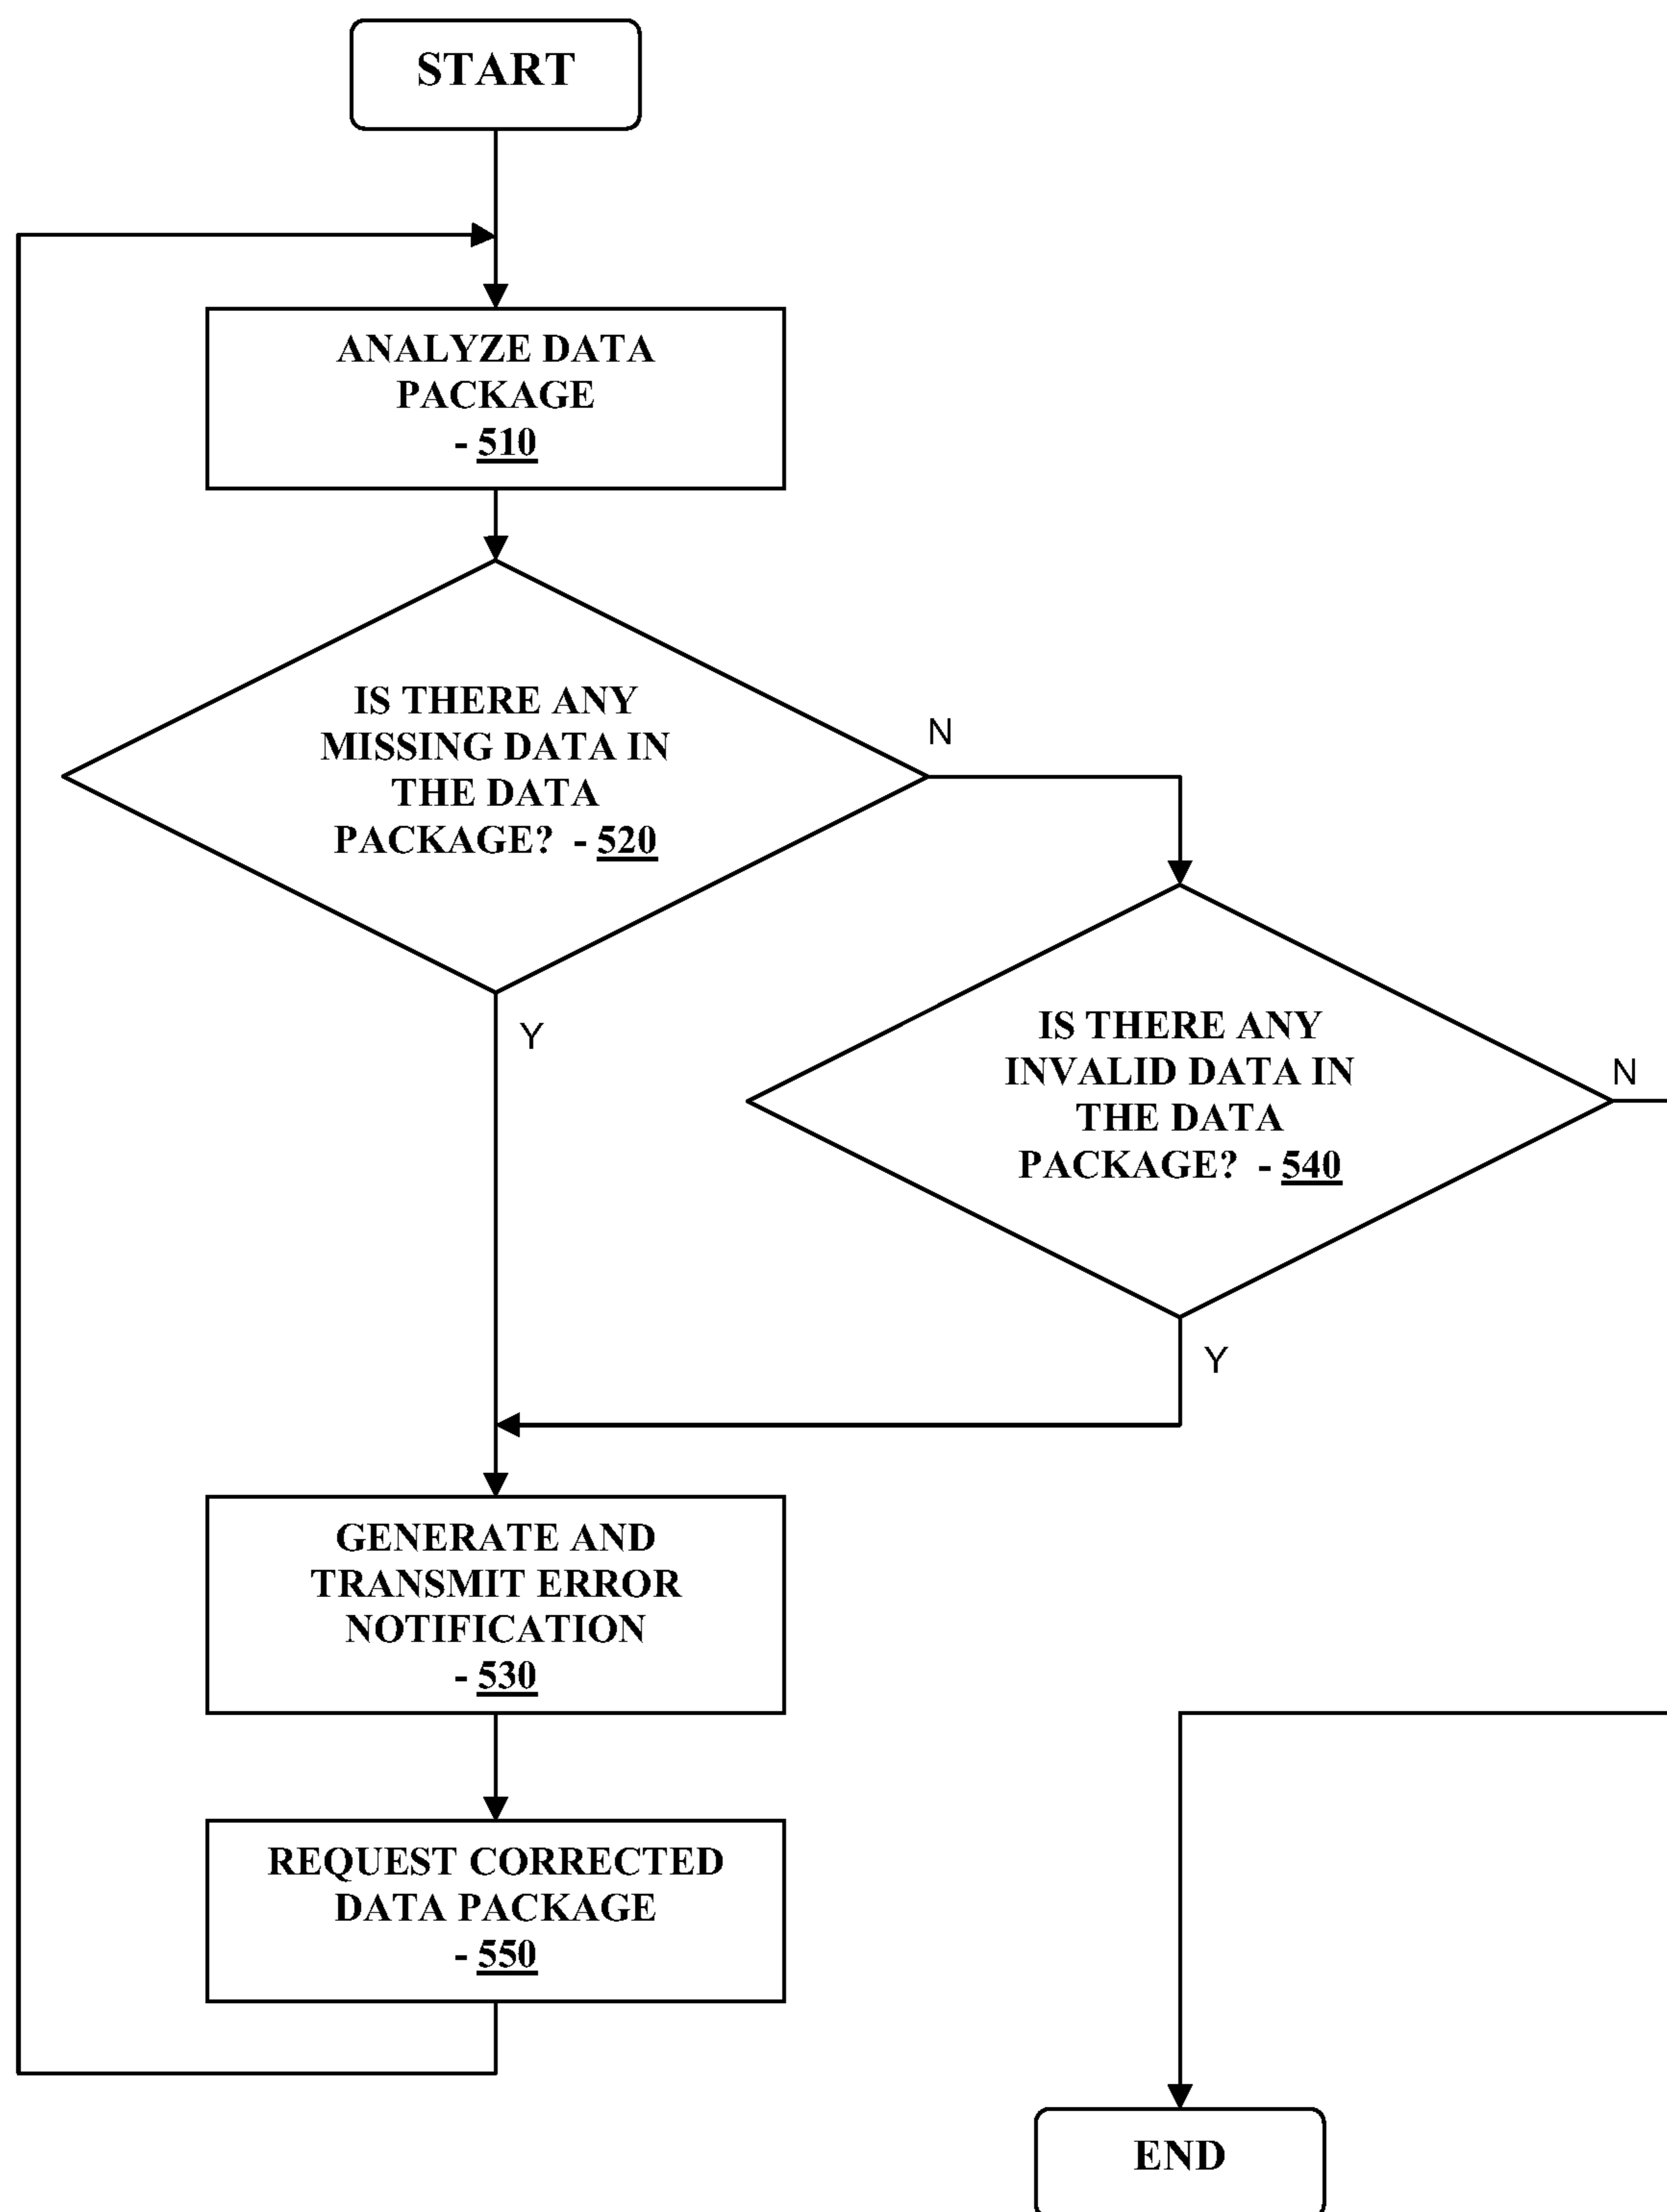 START
ANALYZE DATA
PACKAGE
- 510
IS THERE ANY
MISSING DATA IN
THE DATA
PACKAGE? - 520
N
Y
IS THERE ANY
INVALID DATA IN
THE DATA
PACKAGE? - 540
N
Y
GENERATE AND
TRANSMIT ERROR
NOTIFICATION
- 530
REQUEST CORRECTED
DATA PACKAGE
- 550
END